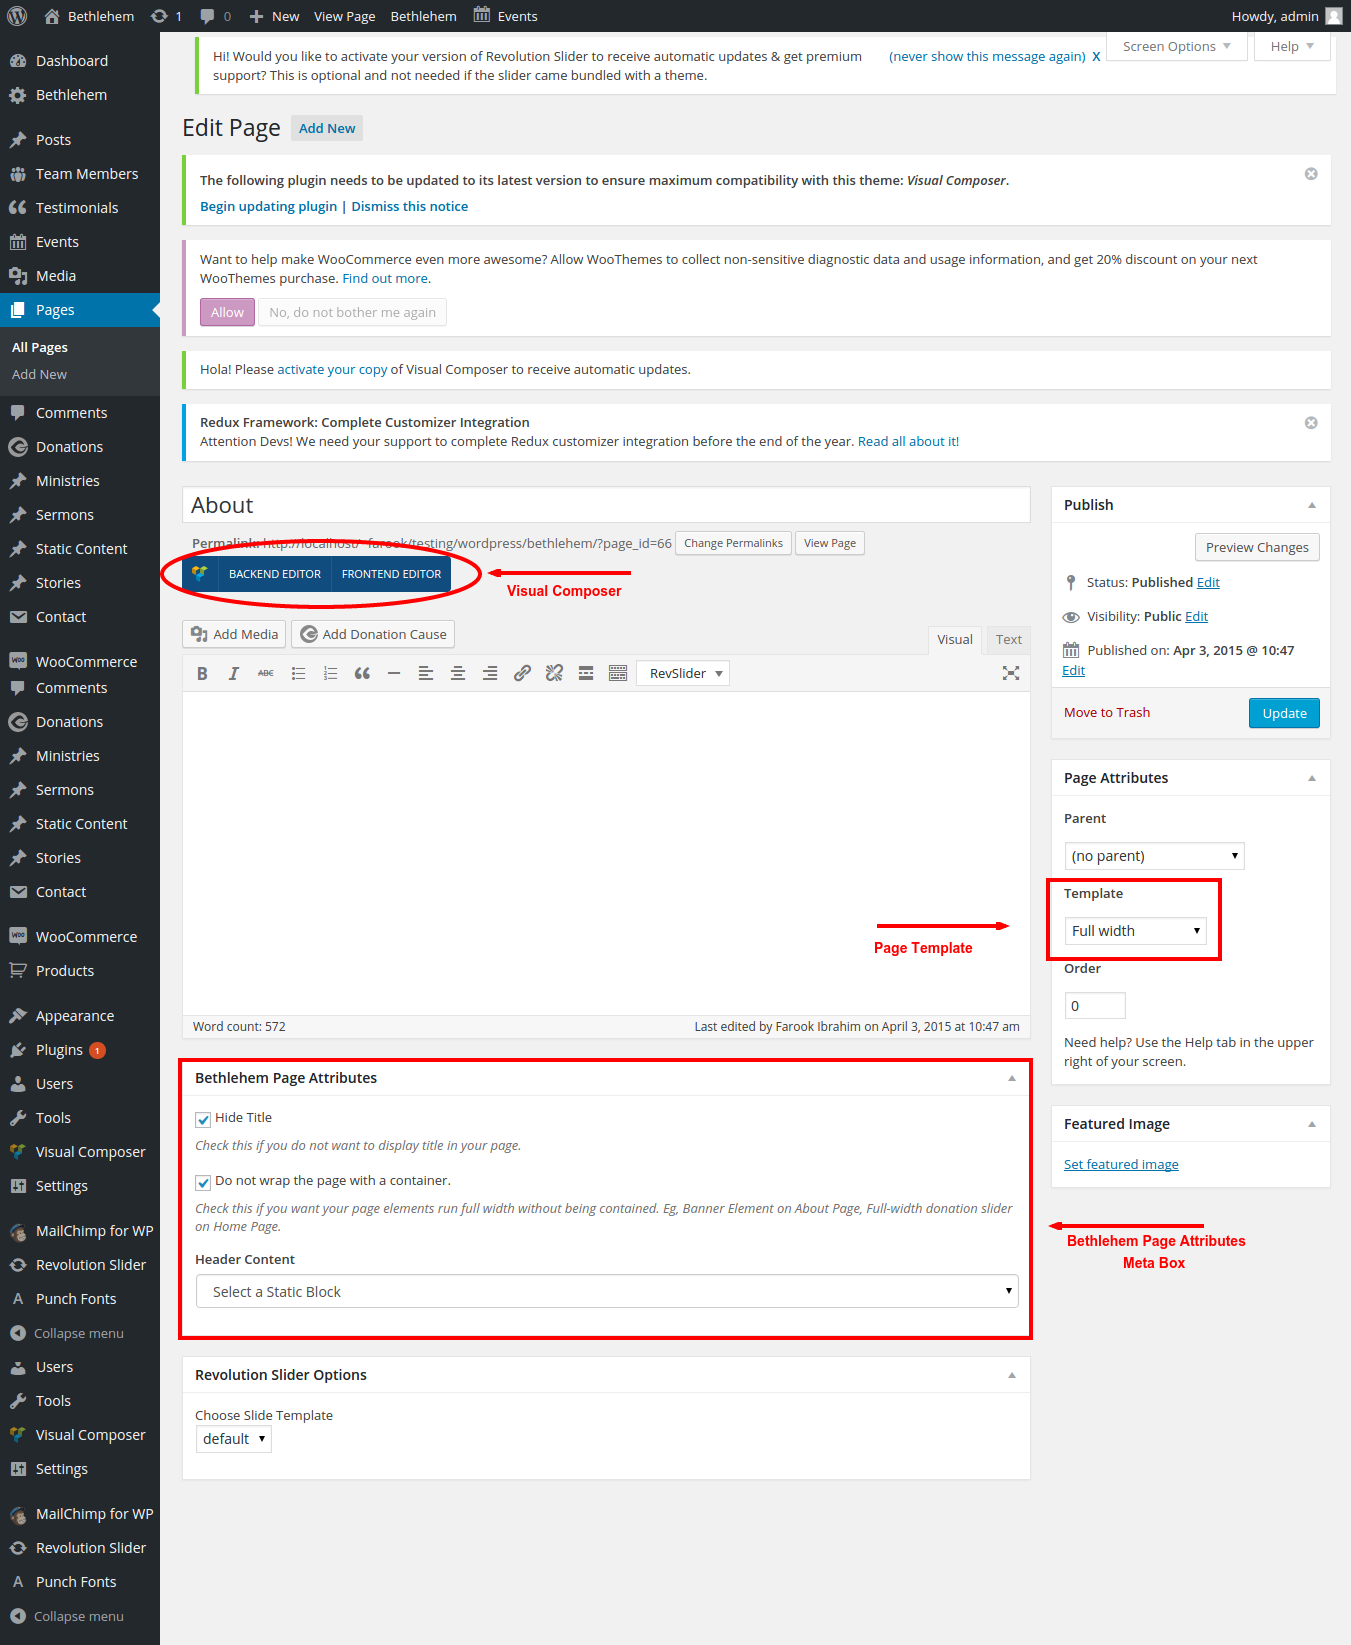 Bethlehem 1 0 New View Page Bethlehem Events Howdy, admin
Dashboard
Bethlehem
Posts
Team Members
Testimonials
Events
Media
Pages
All Pages
Add New
Comments
Donations
Ministries
Sermons
Static Content
Stories
Contact
WooCommerce
Comments
Donations
Ministries
Sermons
Static Content
Stories
Contact
WooCommerce
Products
Appearance
Plugins 1
Users
Tools
Visual Composer
Settings
MailChimp for WP
Revolution Slider
Punch Fonts
Collapse menu
Users
Tools
Visual Composer
Settings
MailChimp for WP
Revolution Slider
Punch Fonts
Collapse menu
Screen Options Help
Hi! Would you like to activate your version of Revolution Slider to receive automatic updates & get premium (never show this message again) X
support? This is optional and not needed if the slider came bundled with a theme.
Edit Page Add New
The following plugin needs to be updated to its latest version to ensure maximum compatibility with this theme: Visual Composer.
Begin updating plugin | Dismiss this notice
Want to help make WooCommerce even more awesome? Allow WooThemes to collect non-sensitive diagnostic data and usage information, and get 20% discount on your next
WooThemes purchase. Find out more.
Allow No, do not bother me again
Hola! Please activate your copy of Visual Composer to receive automatic updates.
Redux Framework: Complete Customizer Integration
Attention Devs! We need your support to complete Redux customizer integration before the end of the year. Read all about it!
About
Permalink: http://localhost/~farook/testing/wordpress/bethlehem/?page_id=66 Change Permalinks View Page
BACKEND EDITOR FRONTEND EDITOR
Visual Composer
Add Media Add Donation Cause Visual Text
B I ABC RevSlider
Page Template
Word count: 572 Last edited by Farook Ibrahim on April 3, 2015 at 10:47 am
Bethlehem Page Attributes
Hide Title
Check this if you do not want to display title in your page.
Do not wrap the page with a container.
Check this if you want your page elements run full width without being contained. Eg, Banner Element on About Page, Full-width donation slider
on Home Page.
Header Content
Select a Static Block
Revolution Slider Options
Choose Slide Template
default
Publish
Preview Changes
Status: Published Edit
Visibility: Public Edit
Published on: Apr 3, 2015 @ 10:47
Edit
Move to Trash Update
Page Attributes
Parent
(no parent)
Template
Full width
Order
0
Need help? Use the Help tab in the upper
right of your screen.
Featured Image
Set featured image
Bethlehem Page Attributes
Meta Box